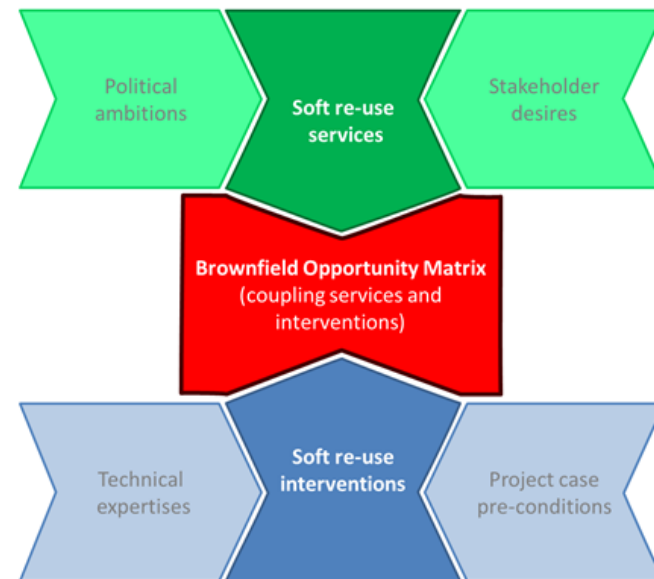 Political
ambitions
Soft re-use
services
Stakeholder
desires
Brownfield Opportunity Matrix
(coupling services and
interventions)
Technical
expertises
Soft re-use
interventions
Project case
pre-conditions